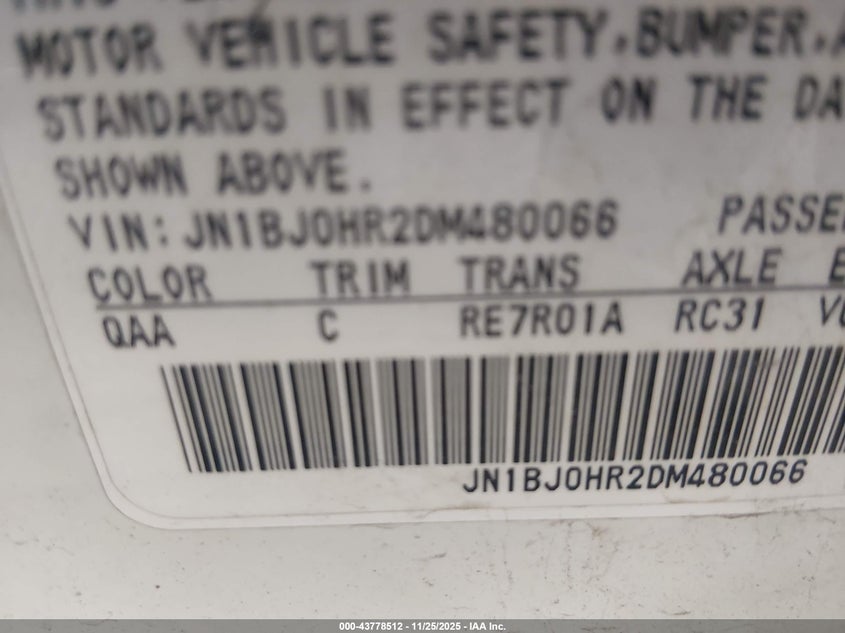 MOTOR VEHICLE SAFETY, BUMPER,
STANDARDS IN EFFECT ON THE DA
SHOWN ABOVE.
VIN: JN1BJ0HR2DM480066 PASSE
COLOR TRIM TRANS AXLE E
QAA C RE7R01A RC31 V
JN1BJ0HR2DM480066
000-43778512 - 11/25/2025 - IAA Inc.